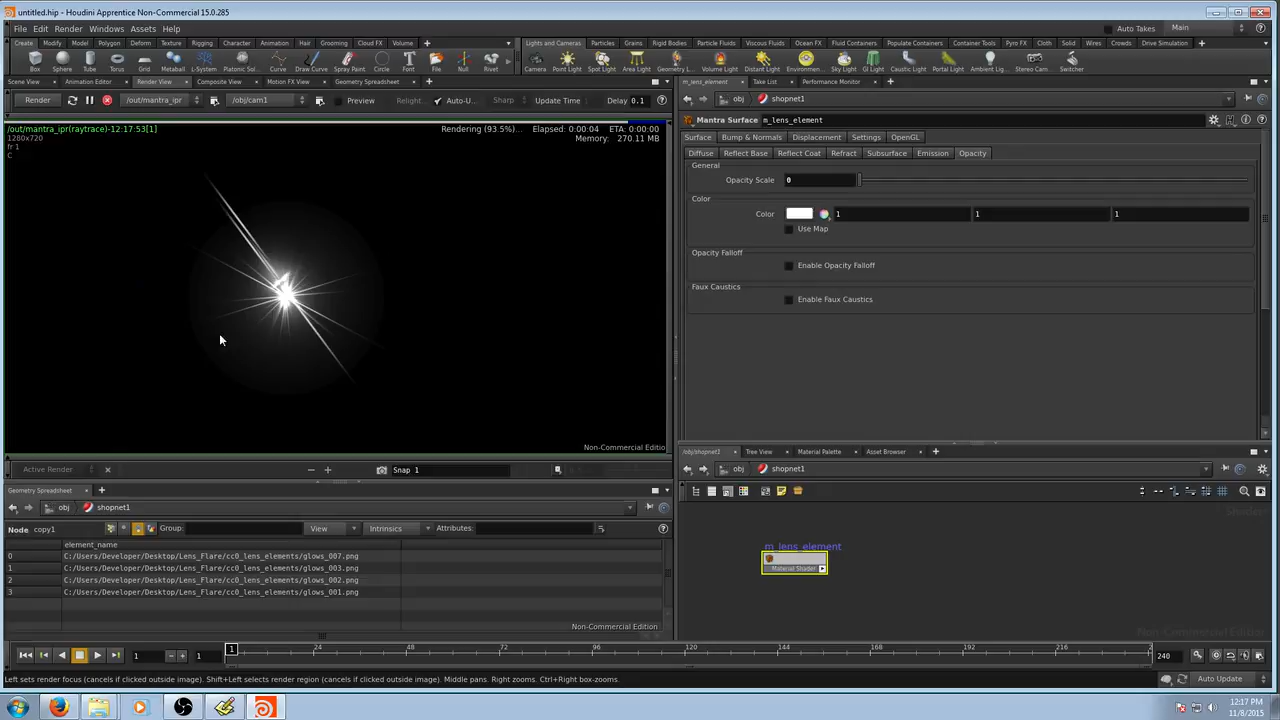 untitled.hip - Houdini Apprentice Non-Commercial 15.0.285
File Edit Render Windows Assets Help
Auto Takes Main
Create Modify Model Polygon Deform Texture Rigging Character Animation Hair Grooming Cloud FX Volume
Lights and Cameras Particles Grains Rigid Bodies Particle Fluids Viscous Fluids Ocean FX Fluid Containers Populate Containers Container Tools Pyro FX Cloth Solid Wires Crowds Drive Simulation
Box Sphere Tube Torus Grid Metaball L-System Platonic Sol... Curve Draw Curve Spray Paint Circle Font File Null Rivet
Camera Point Light Spot Light Area Light Geometry L... Volume Light Distant Light Environmen... Sky Light GI Light Caustic Light Portal Light Ambient Lig... Stereo Cam... Switcher
Scene View Animation Editor Render View Composite View Motion FX View Geometry Spreadsheet
m_lens_element Take List Performance Monitor
Render /out/mantra_ipr /obj/cam1 Preview Relight... Auto-U... Sharp Update Time Delay 0.1
obj shopnet1
/out/mantra_ipr(raytrace)-12:17:53[1]
1280x720
fr 1
C
Rendering (93.5%)... Elapsed: 0:00:04 ETA: 0:00:00
Memory: 270.11 MB
Mantra Surface m_lens_element
Surface Bump & Normals Displacement Settings OpenGL
Diffuse Reflect Base Reflect Coat Refract Subsurface Emission Opacity
General
Opacity Scale 0
Color
Color 1 1 1
Use Map
Opacity Falloff
Enable Opacity Falloff
Faux Caustics
Enable Faux Caustics
Non-Commercial Editio
Active Render Snap 1
/obj/shopnet1 Tree View Material Palette Asset Browser
obj shopnet1
Geometry Spreadsheet
obj shopnet1
Node copy1 Group: View Intrinsics Attributes:
element_name
0 C:/Users/Developer/Desktop/Lens_Flare/cc0_lens_elements/glows_007.png
1 C:/Users/Developer/Desktop/Lens_Flare/cc0_lens_elements/glows_003.png
2 C:/Users/Developer/Desktop/Lens_Flare/cc0_lens_elements/glows_002.png
3 C:/Users/Developer/Desktop/Lens_Flare/cc0_lens_elements/glows_001.png
Non-Commercial Edition
Shaders
m_lens_element
Material Shader
Non-Commercial Edition
1 1 1 24 48 72 96 120 144 168 192 216 2 240
Left sets render focus (cancels if clicked outside image). Shift+Left selects render region (cancels if clicked outside image). Middle pans. Right zooms. Ctrl+Right box-zooms.
Auto Update
12:17 PM
11/8/2015